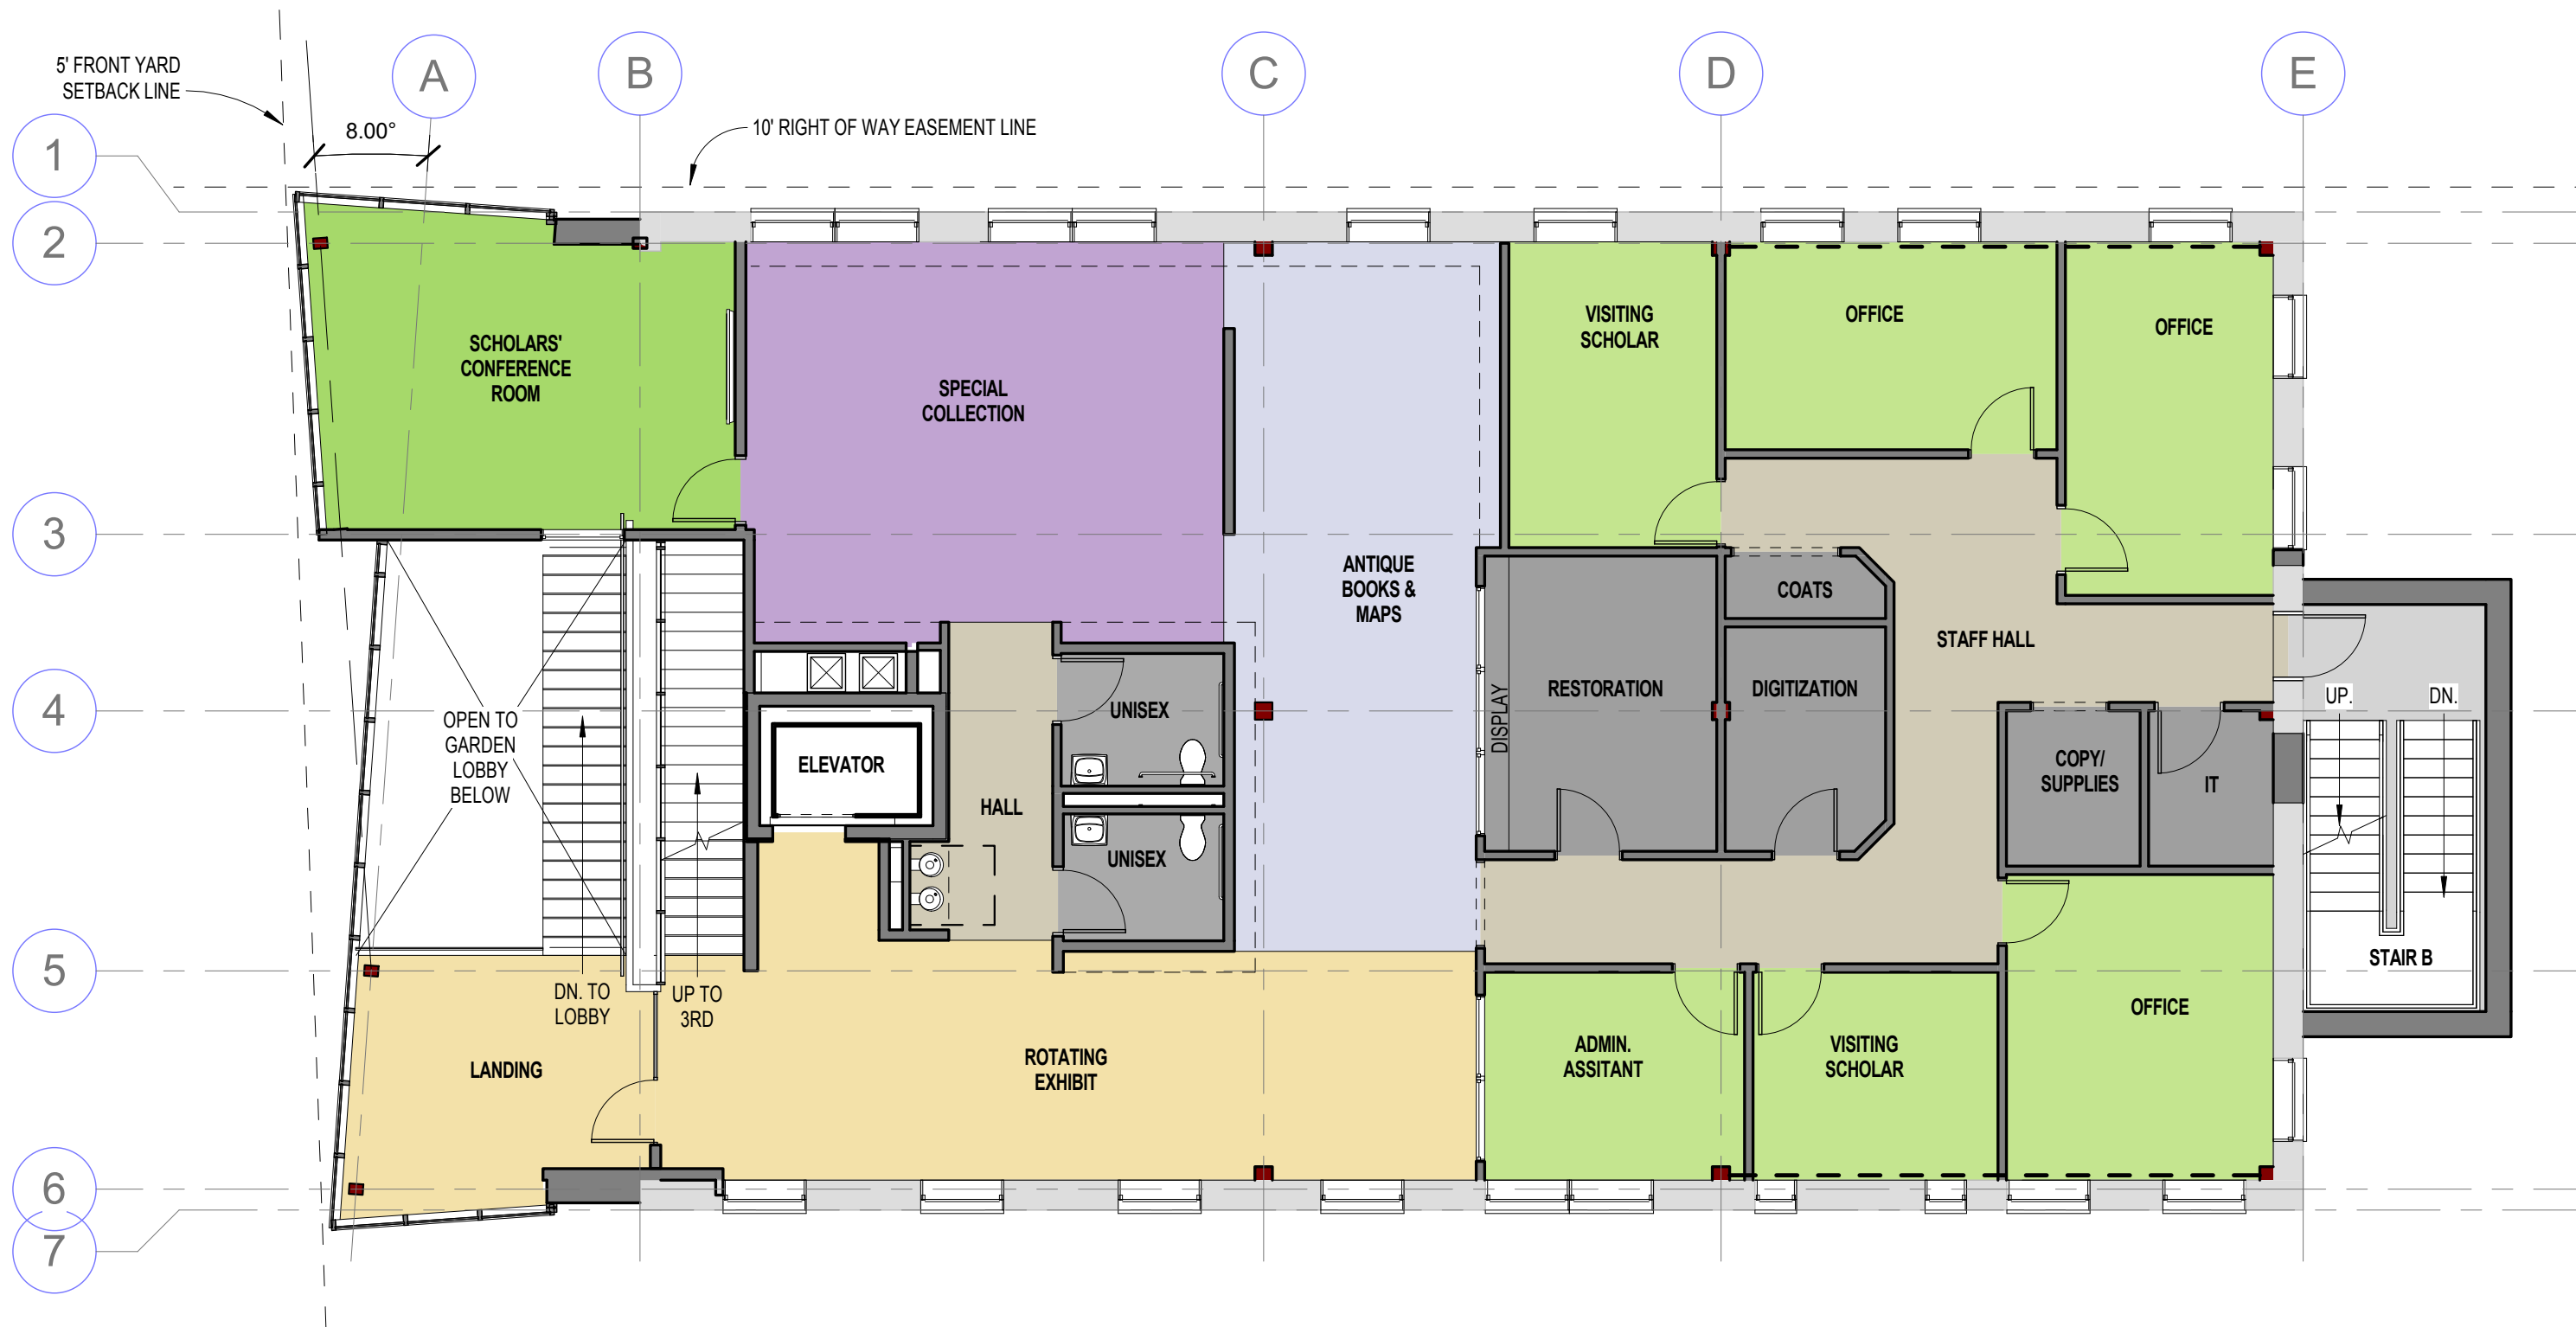 5' FRONT YARD
SETBACK LINE
A
B
C
D
E
8.00°
10' RIGHT OF WAY EASEMENT LINE
1
2
3
4
5
6
7
SCHOLARS'
CONFERENCE
ROOM
SPECIAL
COLLECTION
ANTIQUE
BOOKS &
MAPS
VISITING
SCHOLAR
OFFICE
OFFICE
COATS
STAFF HALL
RESTORATION
DIGITIZATION
DISPLAY
UNISEX
OPEN TO
GARDEN
LOBBY
BELOW
ELEVATOR
HALL
UNISEX
COPY/
SUPPLIES
IT
UP.
DN.
STAIR B
DN. TO
LOBBY
UP TO
3RD
LANDING
ROTATING
EXHIBIT
ADMIN.
ASSITANT
VISITING
SCHOLAR
OFFICE